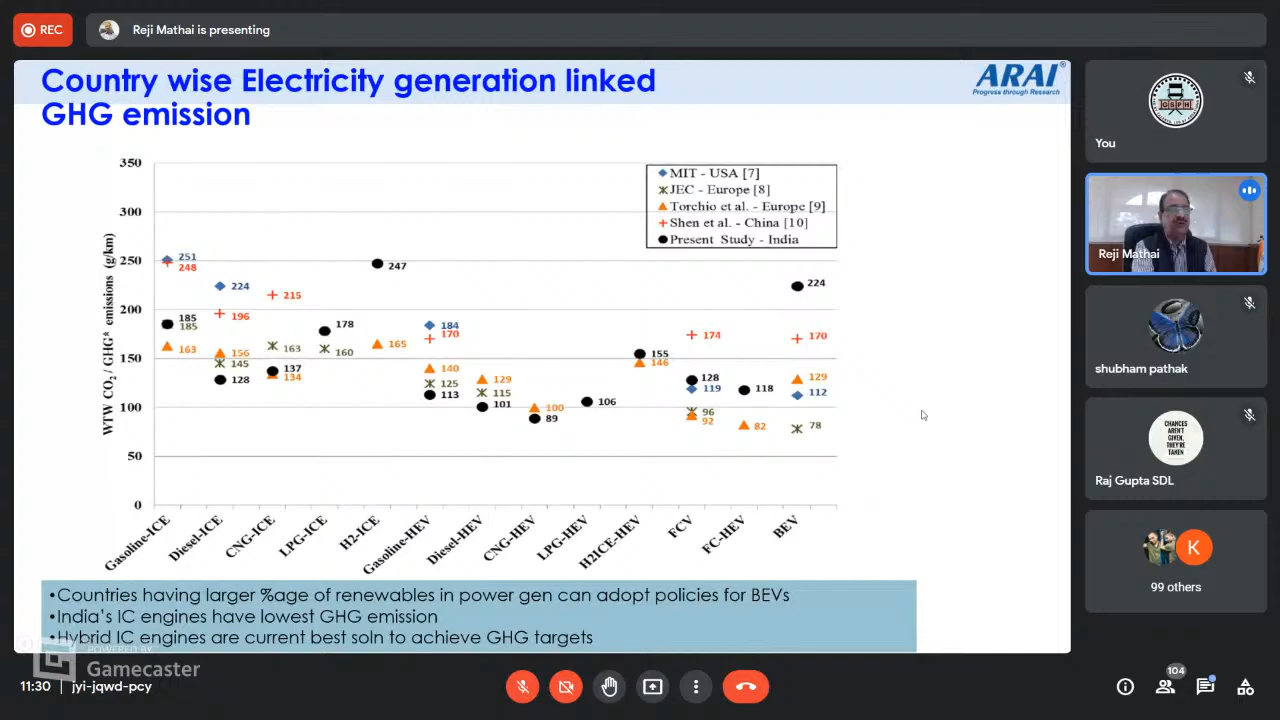 REC
Reji Mathai is presenting
Country wise Electricity generation linked
GHG emission
ARAI
®
Progress through Research
WTW CO₂ / GHG* emissions (g/km)
350
300
250
200
150
100
50
0
MIT - USA [7]
JEC - Europe [8]
Torchio et al. - Europe [9]
Shen et al. - China [10]
Present Study - India
251
248
185
185
163
224
196
156
145
128
215
163
137
134
178
160
247
165
184
170
140
125
113
129
115
101
100
89
106
155
146
174
128
119
96
92
118
82
224
170
129
112
78
Gasoline-ICE
Diesel-ICE
CNG-ICE
LPG-ICE
H2-ICE
Gasoline-HEV
Diesel-HEV
CNG-HEV
LPG-HEV
H2ICE-HEV
FCV
FC-HEV
BEV
•Countries having larger %age of renewables in power gen can adopt policies for BEVs
•India's IC engines have lowest GHG emission
•Hybrid IC engines are current best soln to achieve GHG targets
POWERED BY
Gamecaster
GSPH
You
Reji Mathai
shubham pathak
CHANCES
AREN'T
GIVEN,
THEY'RE
TAKEN
Raj Gupta SDL
K
99 others
11:30 | jyi-jqwd-pcy
104